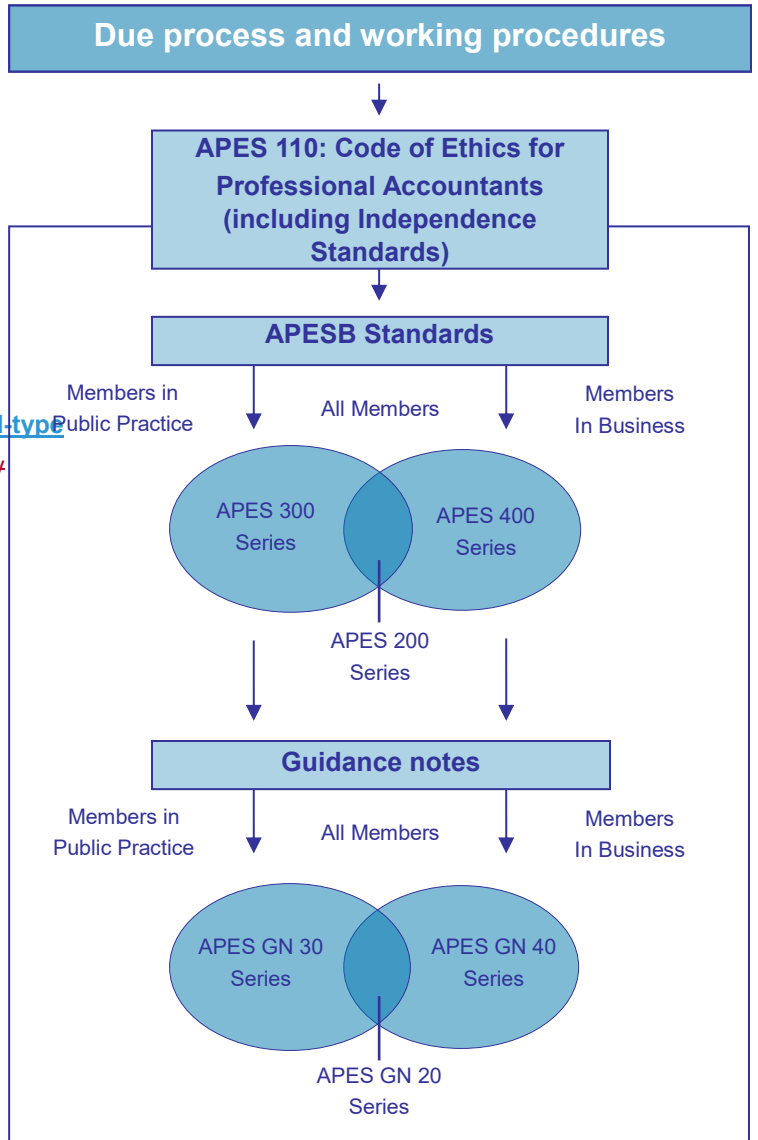 Due process and working procedures
APES 110: Code of Ethics for
Professional Accountants
(including Independence
Standards)
APESB Standards
Members in
Public Practice
All Members
Members
In Business
l-type
APES 300
Series
APES 400
Series
APES 200
Series
Guidance notes
Members in
Public Practice
All Members
Members
In Business
APES GN 30
Series
APES GN 40
Series
APES GN 20
Series